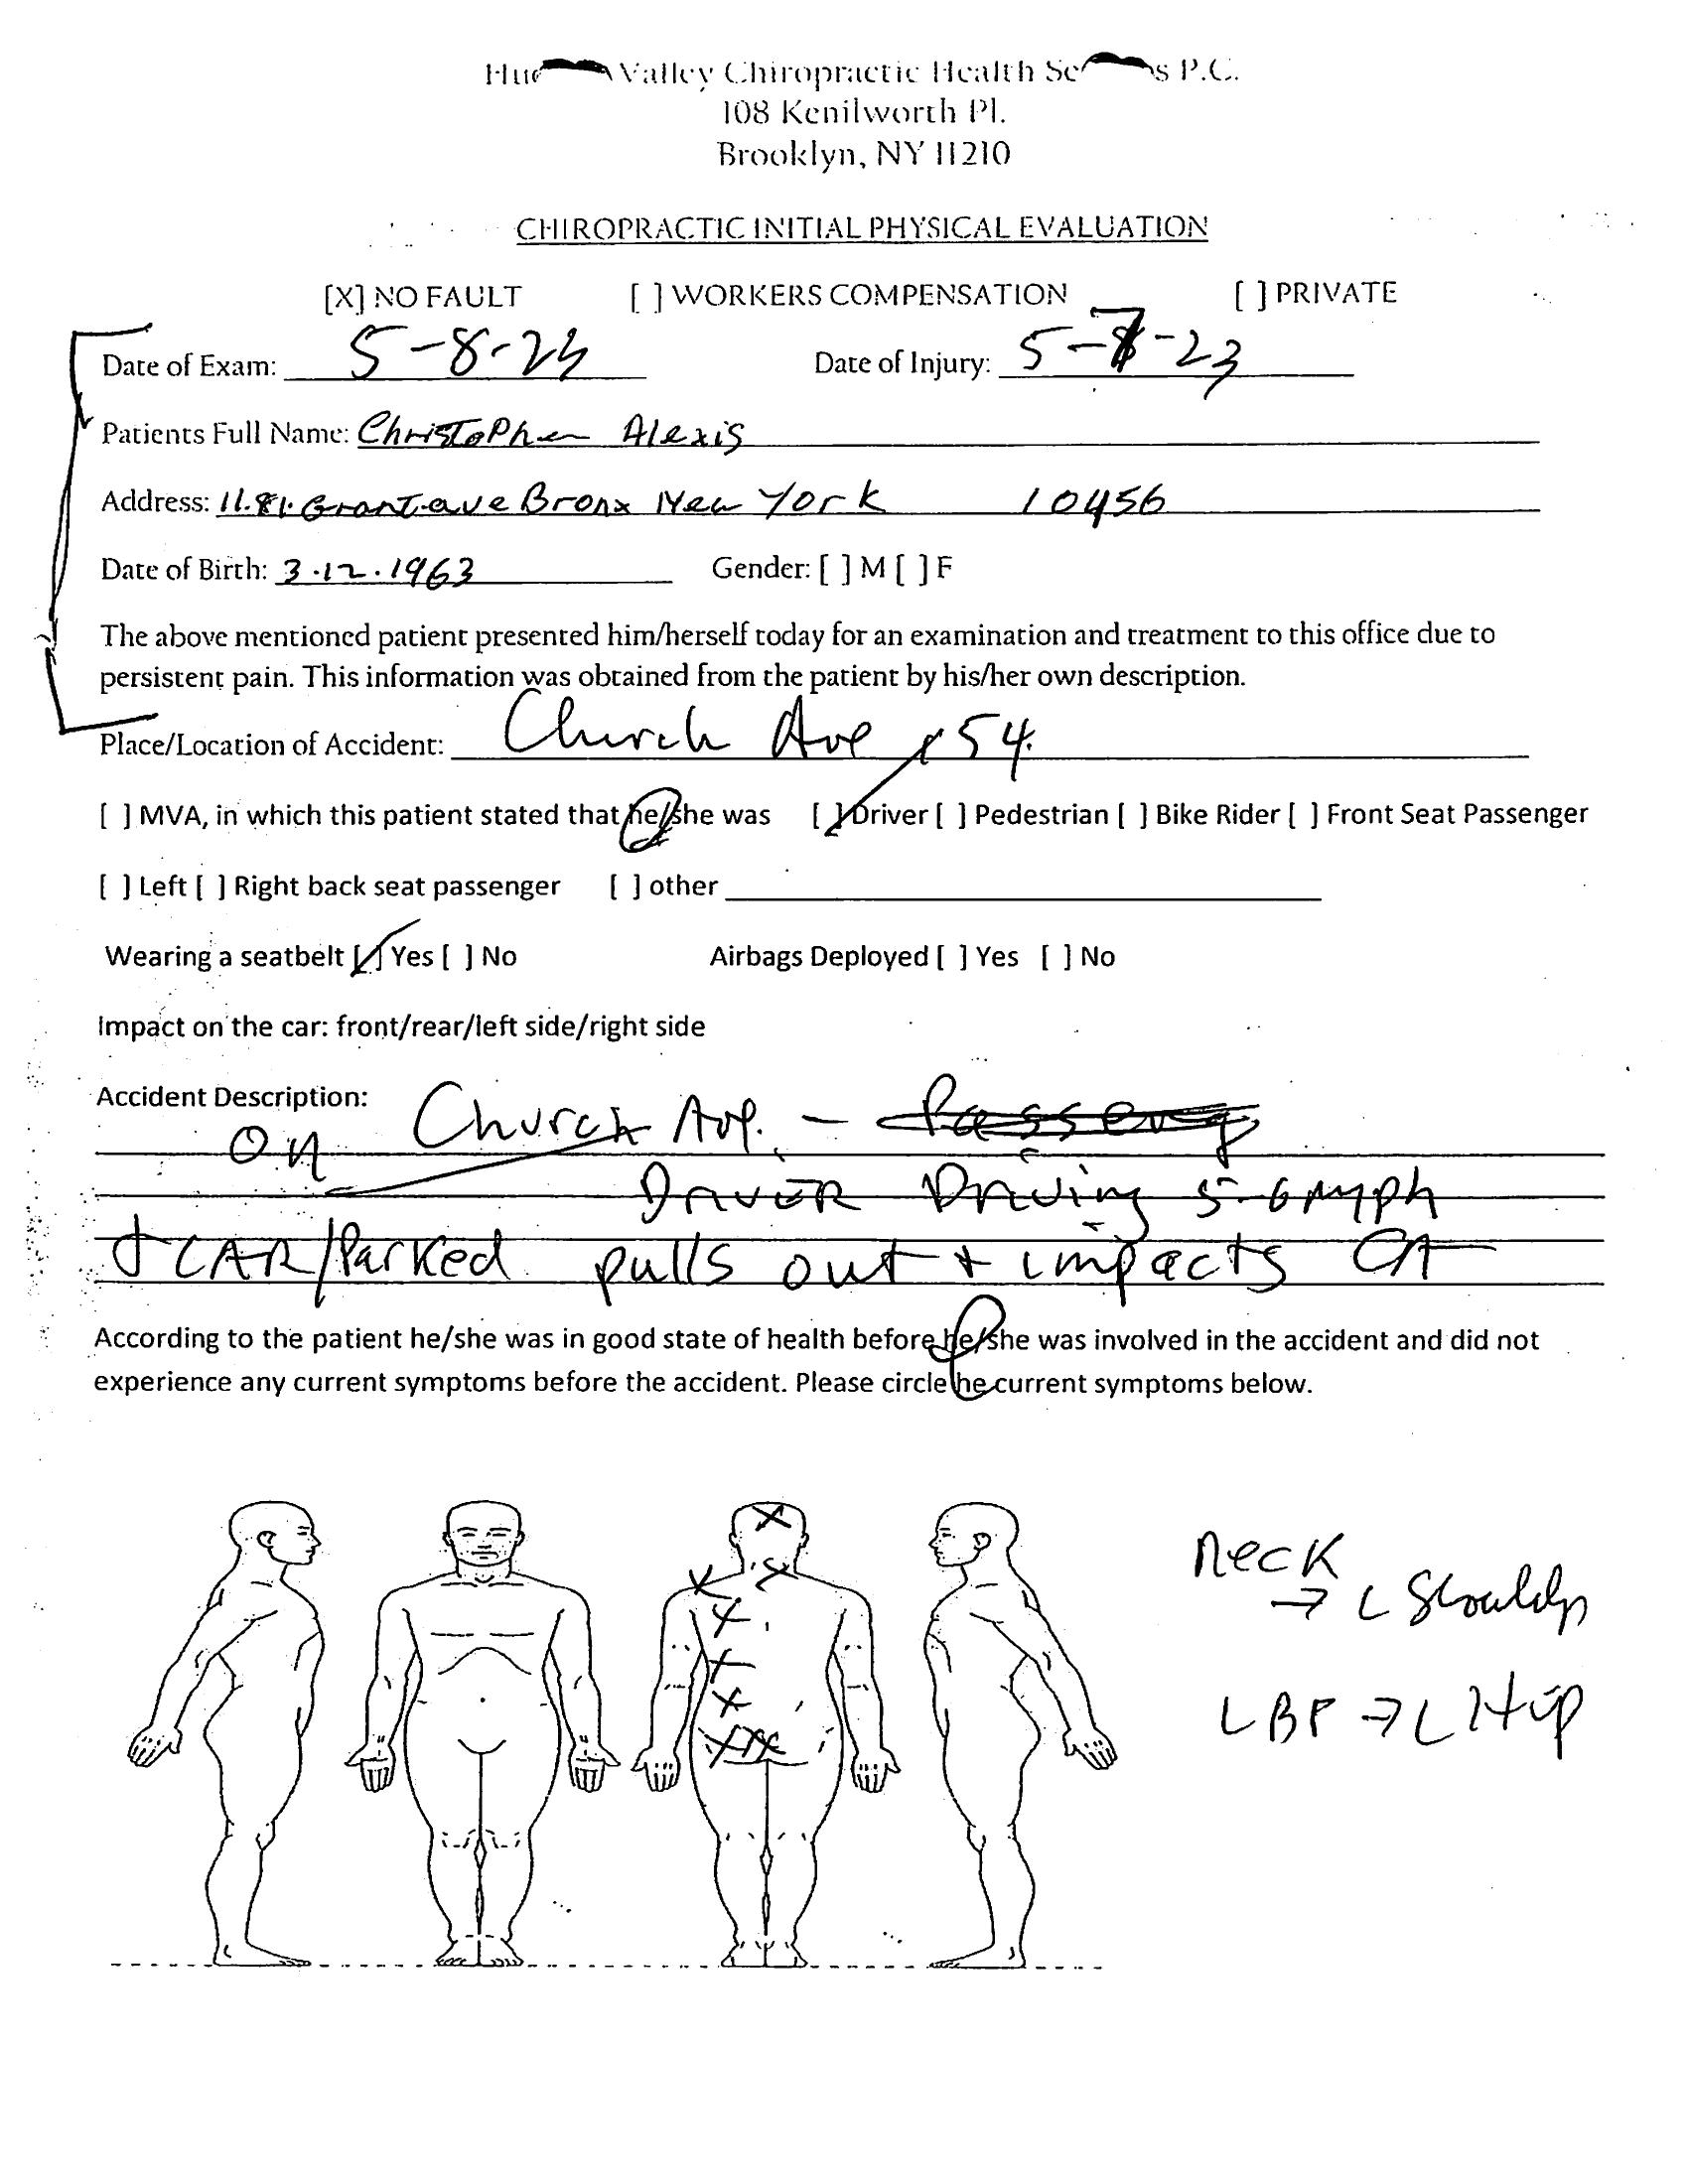 Valley Chiropractic Health P.C.
108 Kenilworth Pl.
Brooklyn, NY 11210
CHIROPRACTIC INITIAL PHYSICAL EVALUATION
[X] NO FAULT [ ] WORKERS COMPENSATION [ ] PRIVATE
Date of Exam: 5-8-23 Date of Injury: 5-7-23
Patients Full Name: Christopher Alexis
Address: 11.81. Grant.ave Bronx New York 10456
Date of Birth: 3.12.1963 Gender: [ ] M [ ] F
The above mentioned patient presented him/herself today for an examination and treatment to this office due to
persistent pain. This information was obtained from the patient by his/her own description.
Place/Location of Accident: Church Ave x 54
[ ] MVA, in which this patient stated that he/she was [✓] Driver [ ] Pedestrian [ ] Bike Rider [ ] Front Seat Passenger
[ ] Left [ ] Right back seat passenger [ ] other
Wearing a seatbelt [✓] Yes [ ] No Airbags Deployed [ ] Yes [ ] No
Impact on the car: front/rear/left side/right side
Accident Description:
On Church Ave. -
Driver Driving 5-6 mph
CAR/Parked pulls out + impacts
According to the patient he/she was in good state of health before he/she was involved in the accident and did not
experience any current symptoms before the accident. Please circle he current symptoms below.
Neck
→ L Shoulder
LBP → L Hip